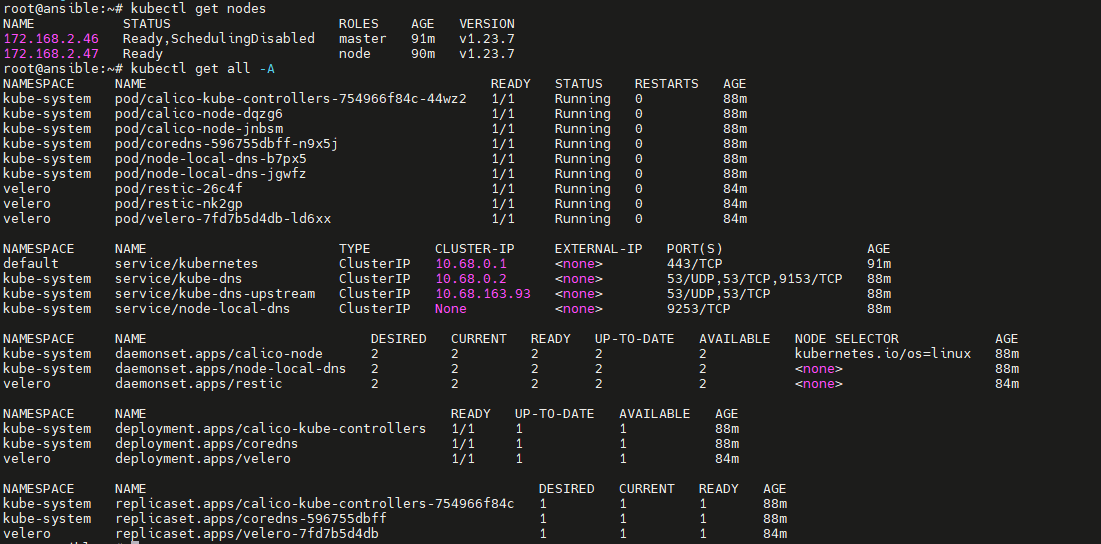 root@ansible:~# kubectl get nodes
NAME STATUS ROLES AGE VERSION
172.168.2.46 Ready,SchedulingDisabled master 91m v1.23.7
172.168.2.47 Ready node 90m v1.23.7
root@ansible:~# kubectl get all -A
NAMESPACE NAME READY STATUS RESTARTS AGE
kube-system pod/calico-kube-controllers-754966f84c-44wz2 1/1 Running 0 88m
kube-system pod/calico-node-dqzg6 1/1 Running 0 88m
kube-system pod/calico-node-jnbsm 1/1 Running 0 88m
kube-system pod/coredns-596755dbff-n9x5j 1/1 Running 0 88m
kube-system pod/node-local-dns-b7px5 1/1 Running 0 88m
kube-system pod/node-local-dns-jgwfz 1/1 Running 0 88m
velero pod/restic-26c4f 1/1 Running 0 84m
velero pod/restic-nk2gp 1/1 Running 0 84m
velero pod/velero-7fd7b5d4db-ld6xx 1/1 Running 0 84m
NAMESPACE NAME TYPE CLUSTER-IP EXTERNAL-IP PORT(S) AGE
default service/kubernetes ClusterIP 10.68.0.1 <none> 443/TCP 91m
kube-system service/kube-dns ClusterIP 10.68.0.2 <none> 53/UDP,53/TCP,9153/TCP 88m
kube-system service/kube-dns-upstream ClusterIP 10.68.163.93 <none> 53/UDP,53/TCP 88m
kube-system service/node-local-dns ClusterIP None <none> 9253/TCP 88m
NAMESPACE NAME DESIRED CURRENT READY UP-TO-DATE AVAILABLE NODE SELECTOR AGE
kube-system daemonset.apps/calico-node 2 2 2 2 2 kubernetes.io/os=linux 88m
kube-system daemonset.apps/node-local-dns 2 2 2 2 2 <none> 88m
velero daemonset.apps/restic 2 2 2 2 2 <none> 84m
NAMESPACE NAME READY UP-TO-DATE AVAILABLE AGE
kube-system deployment.apps/calico-kube-controllers 1/1 1 1 88m
kube-system deployment.apps/coredns 1/1 1 1 88m
velero deployment.apps/velero 1/1 1 1 84m
NAMESPACE NAME DESIRED CURRENT READY AGE
kube-system replicaset.apps/calico-kube-controllers-754966f84c 1 1 1 88m
kube-system replicaset.apps/coredns-596755dbff 1 1 1 88m
velero replicaset.apps/velero-7fd7b5d4db 1 1 1 84m